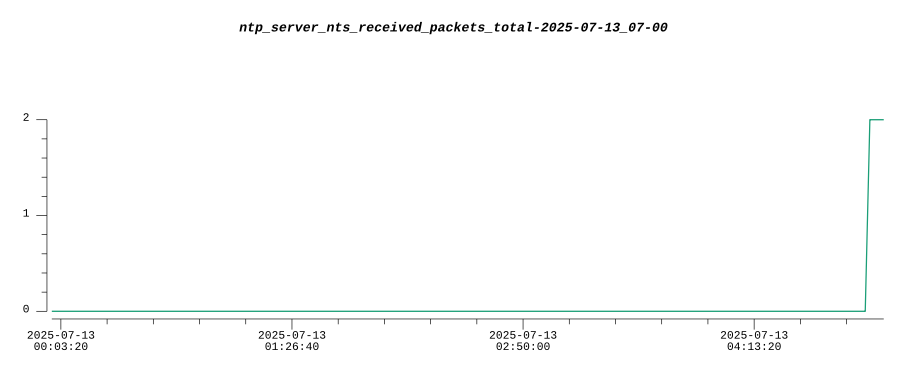 ntp_server_nts_received_packets_total-2025-07-13_07-00
2
1
0
2025-07-13 2025-07-13 2025-07-13 2025-07-13
00:03:20 01:26:40 02:50:00 04:13:20